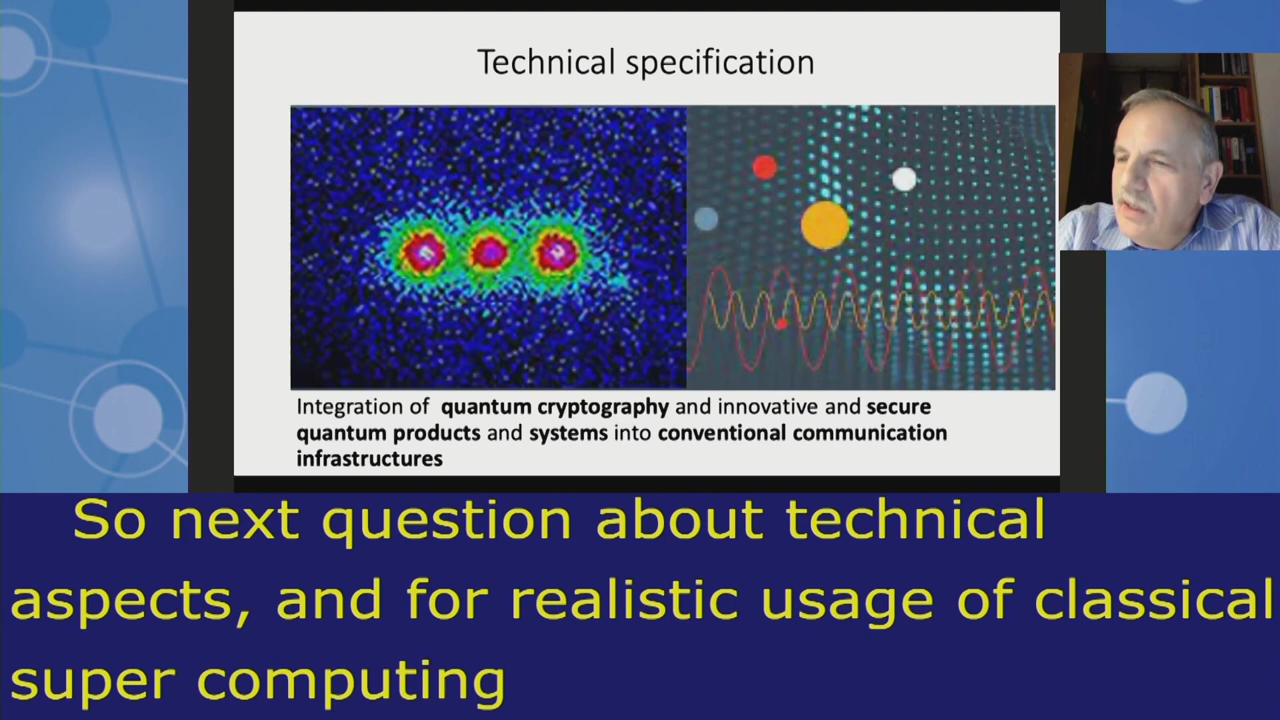 Technical specification
Integration of quantum cryptography and innovative and secure
quantum products and systems into conventional communication
infrastructures
So next question about technical
aspects, and for realistic usage of classical
super computing